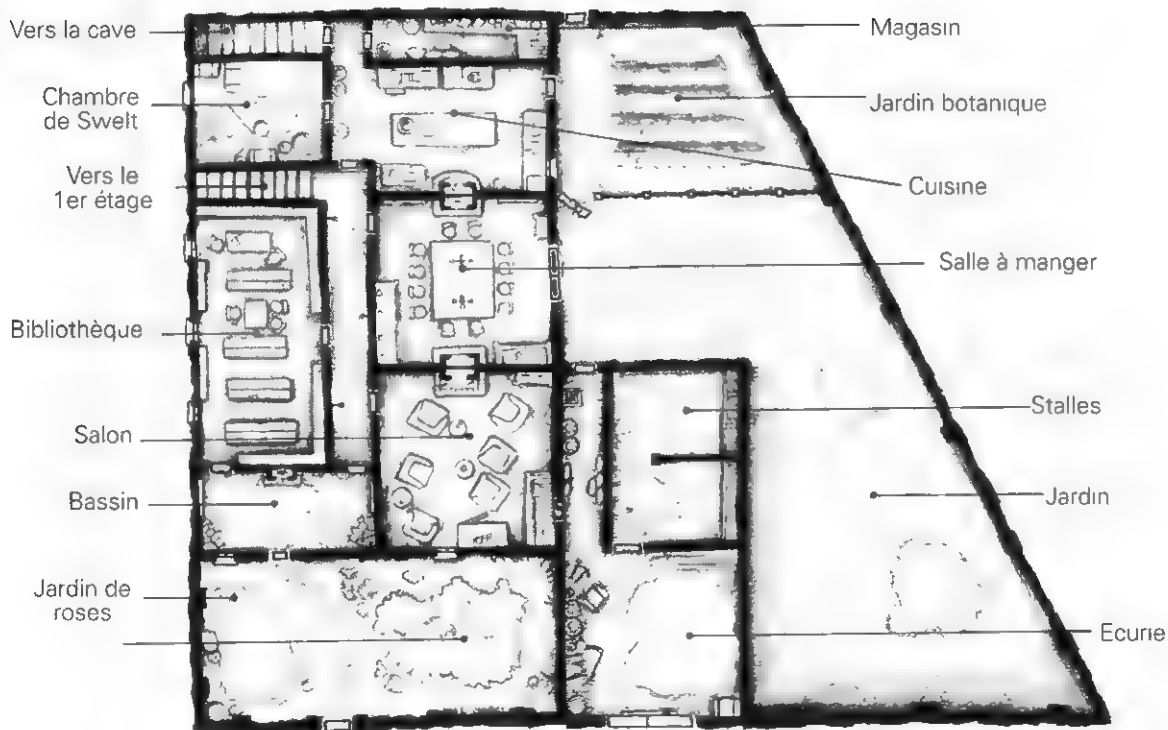 Vers la cave
Magasin
Chambre
de Swelt
Jardin botanique
Vers le
1er étage
Cuisine
Salle à manger
Bibliothèque
Stalles
Salon
Bassin
Jardin
Jardin de
roses
Ecurie